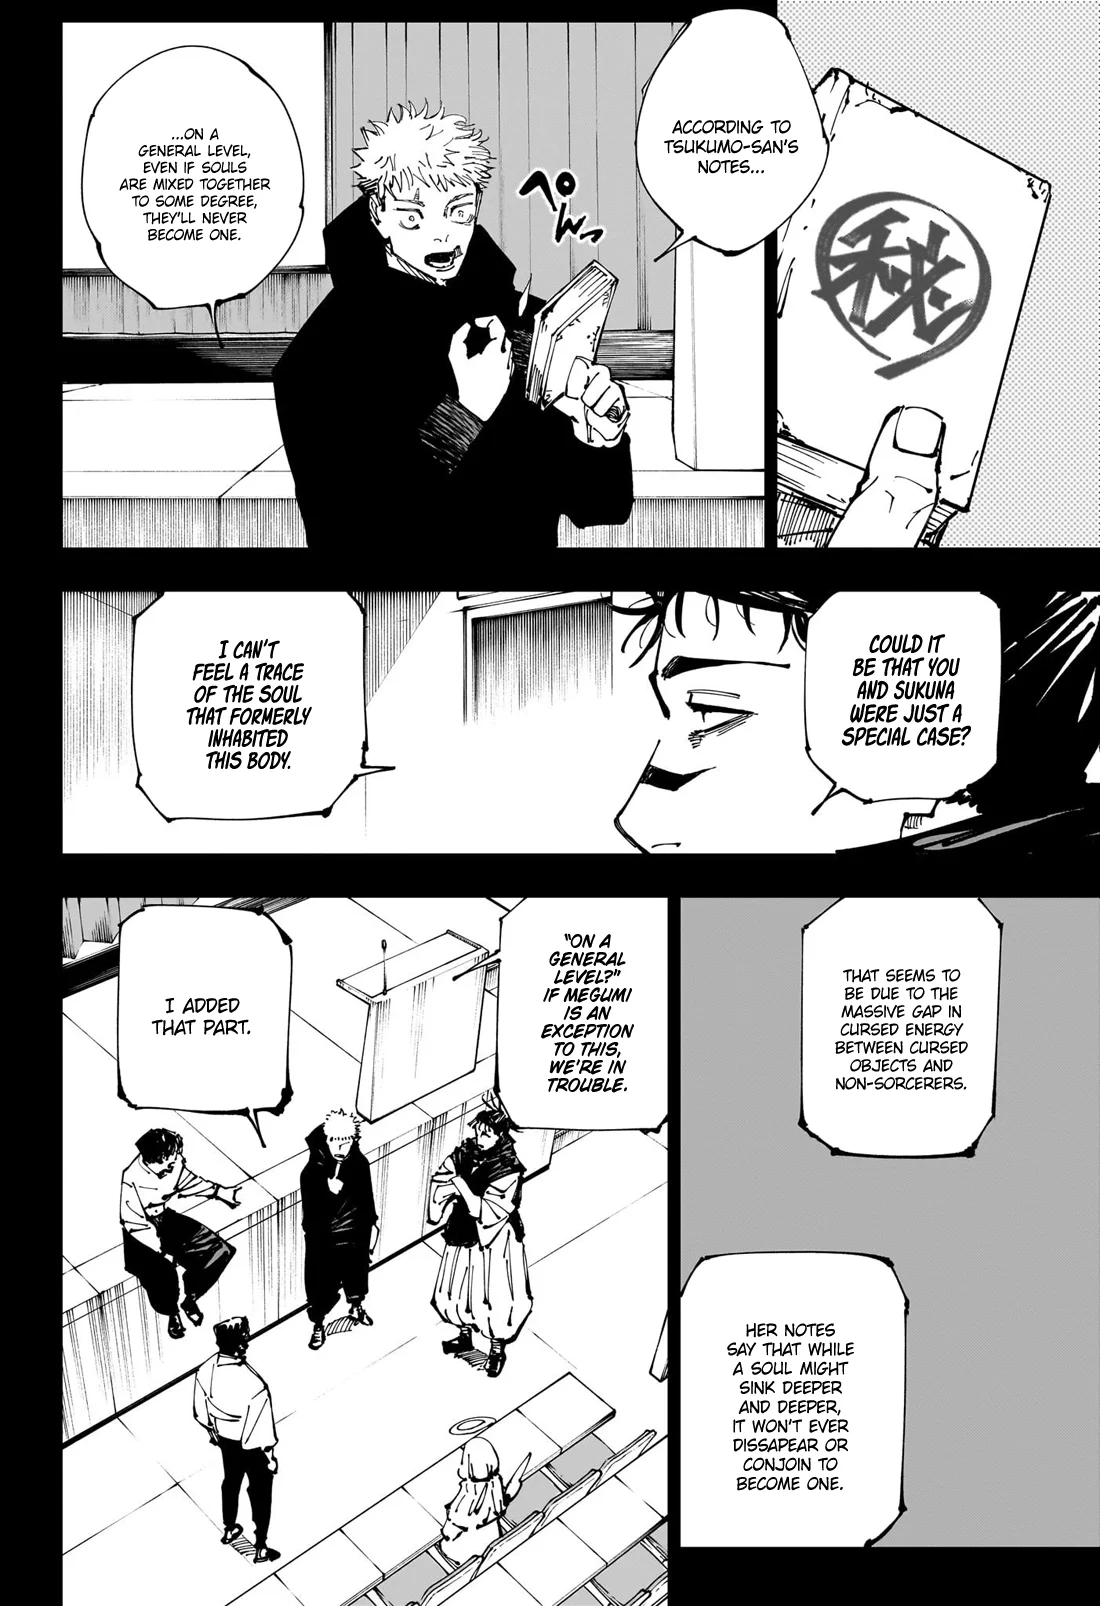 秘
ACCORDING TO
TSUKUMO-SAN'S
NOTES...
ペんっ
...ON A
GENERAL LEVEL,
EVEN IF SOULS
ARE MIXED TOGETHER
TO SOME DEGREE,
THEY'LL NEVER
BECOME ONE.
COULD IT
BE THAT YOU
AND SUKUNA
WERE JUST A
SPECIAL CASE?
I CAN'T
FEEL A TRACE
OF THE SOUL
THAT FORMERLY
INHABITED
THIS BODY.
THAT SEEMS TO
BE DUE TO THE
MASSIVE GAP IN
CURSED ENERGY
BETWEEN CURSED
OBJECTS AND
NON-SORCERERS.
HER NOTES
SAY THAT WHILE
A SOUL MIGHT
SINK DEEPER
AND DEEPER,
IT WON'T EVER
DISSAPEAR OR
CONJOIN TO
BECOME ONE.
"ON A
GENERAL
LEVEL?"
IF MEGUMI
IS AN
EXCEPTION
TO THIS,
WE'RE IN
TROUBLE.
I ADDED
THAT PART.